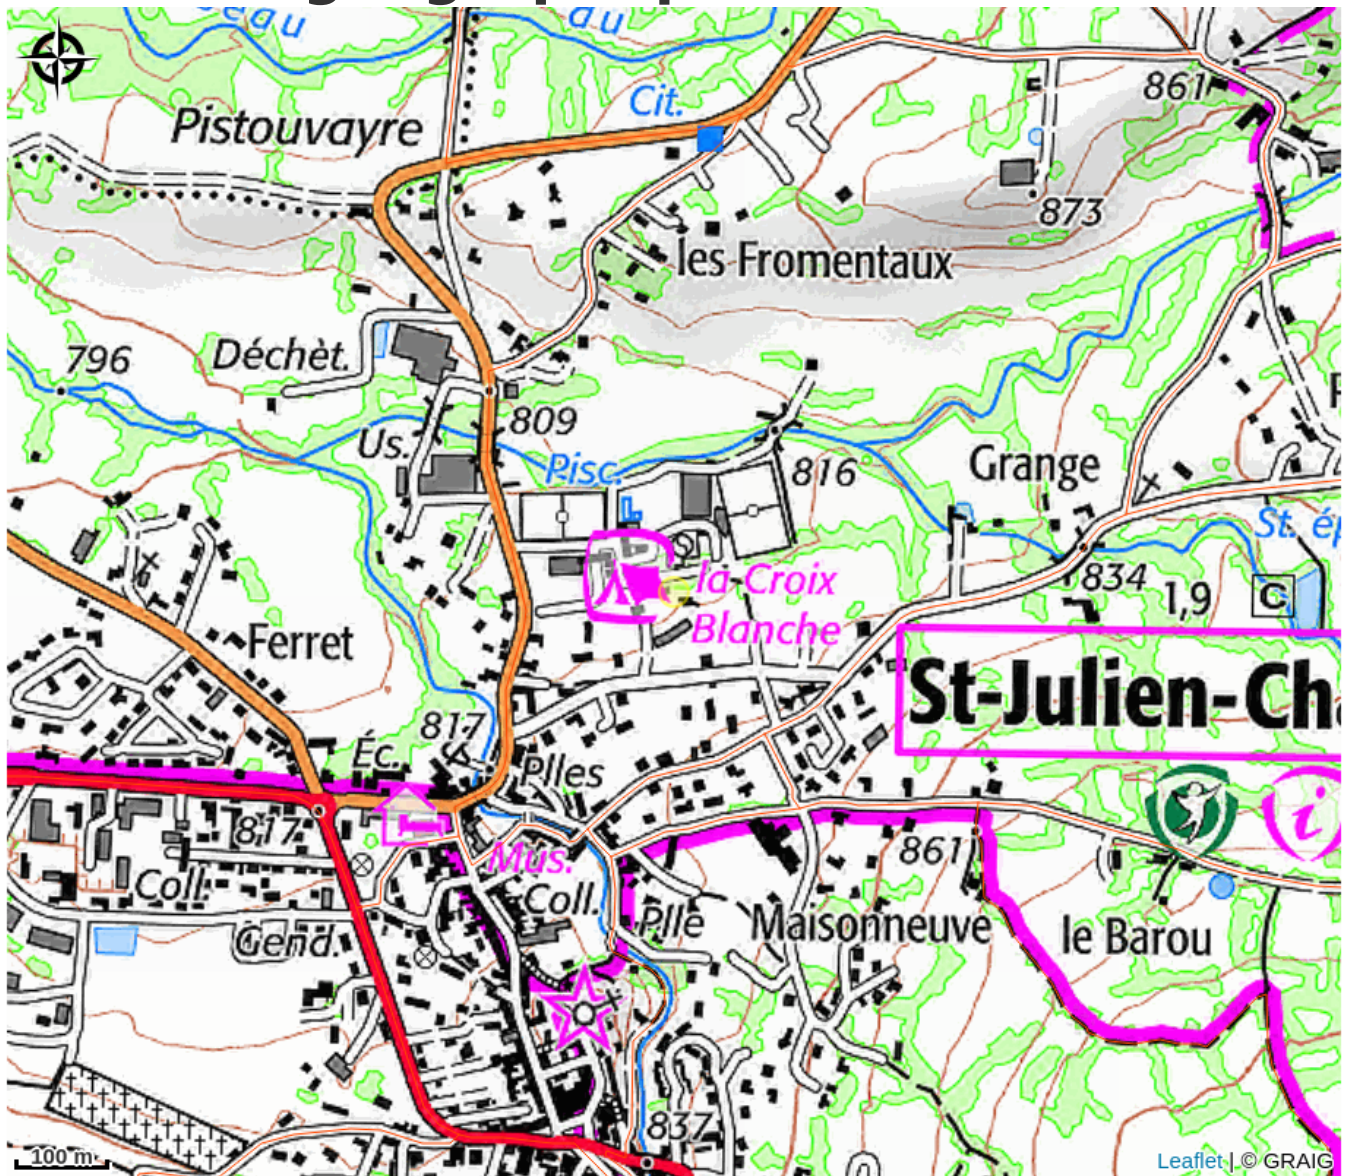 au
Cit.
861
Pistouvayre
873
les Fromentaux
Déchèt.
796
809
Us.
Pisc.
816
Grange
St. ép
la Croix
Blanche
834
1,9
C
Ferret
St-Julien-Ch
817
Éc.
Plles
817
Mus.
861
i
Coll.
Coll.
Plle
Maisonneuve
le Barou
Gend.
837
100 m
Leaflet | © GRAIG